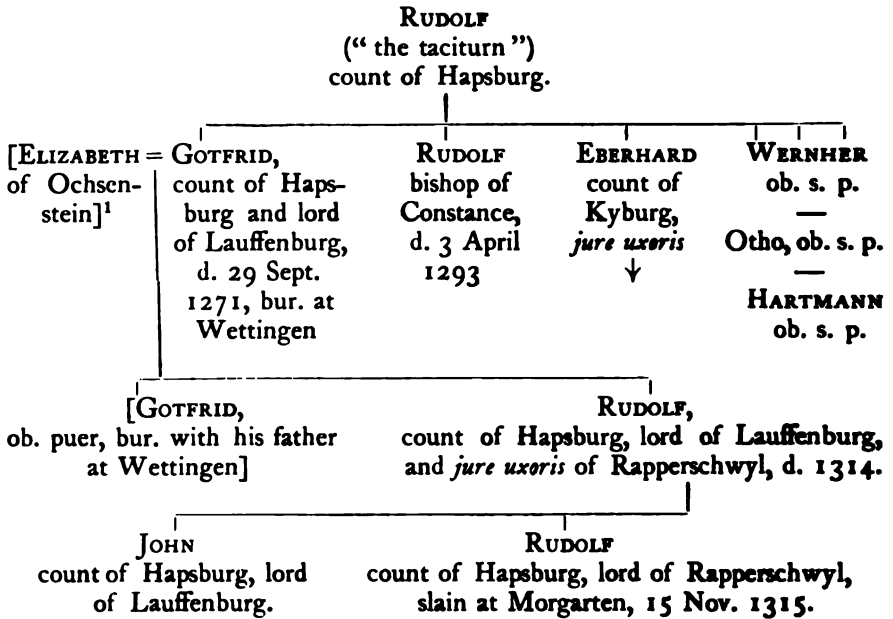 RUDOLF
(“ the taciturn ”)
count of Hapsburg.
[ELIZABETH =
of Ochsen-
stein]¹
GOTFRID,
count of Haps-
burg and lord
of Lauffenburg,
d. 29 Sept.
1271, bur. at
Wettingen
RUDOLF
bishop of
Constance,
d. 3 April
1293
EBERHARD
count of
Kyburg,
jure uxoris
WERNHER
ob. s. p.
—
Otho, ob. s. p.
—
HARTMANN
ob. s. p.
[GOTFRID,
ob. puer, bur. with his father
at Wettingen]
RUDOLF,
count of Hapsburg, lord of Lauffenburg,
and jure uxoris of Rapperschwyl, d. 1314.
JOHN
count of Hapsburg, lord
of Lauffenburg.
RUDOLF
count of Hapsburg, lord of Rapperschwyl,
slain at Morgarten, 15 Nov. 1315.